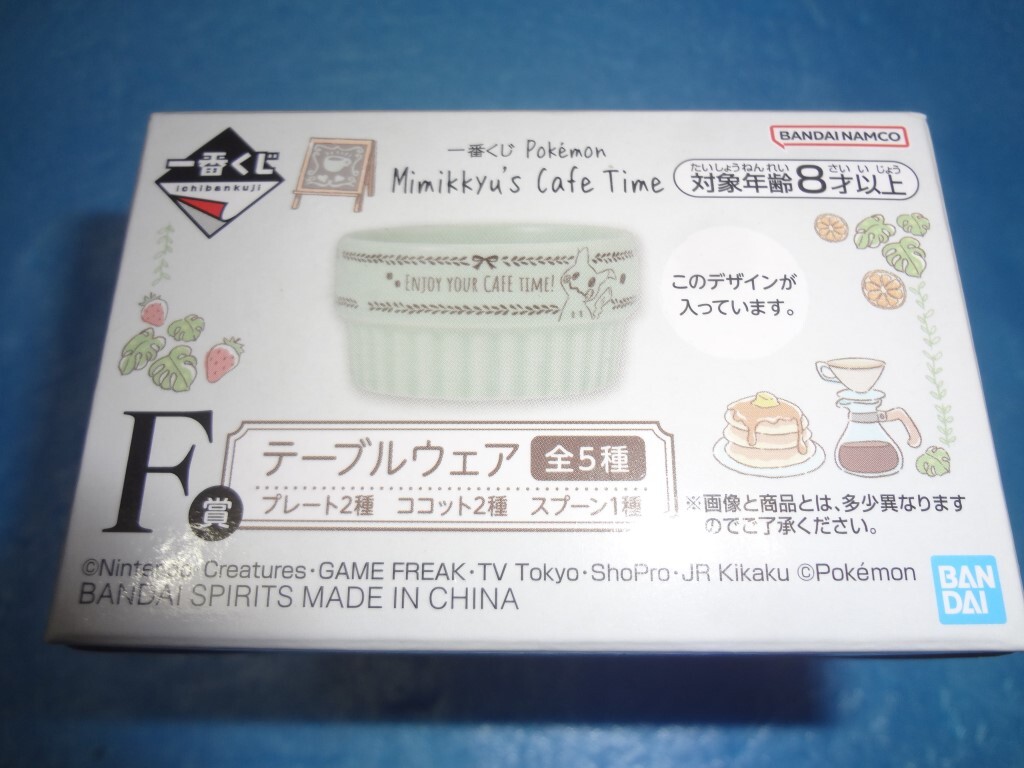 一番くじ
ichibankuji
一番くじ Pokémon
Mimikkyu's Cafe Time
BANDAI NAMCO
たいしょうねんれい さい い じょう
対象年齢8才以上
ENJOY YOUR CAFE TIME!
このデザインが
入っています。
F賞
テーブルウェア 全5種
プレート2種 ココット2種 スプーン1種
※画像と商品とは、多少異なります
のでご了承ください。
©Nintendo・Creatures・GAME FREAK・TV Tokyo・ShoPro・JR Kikaku ©Pokémon
BANDAI SPIRITS MADE IN CHINA
BAN
DAI